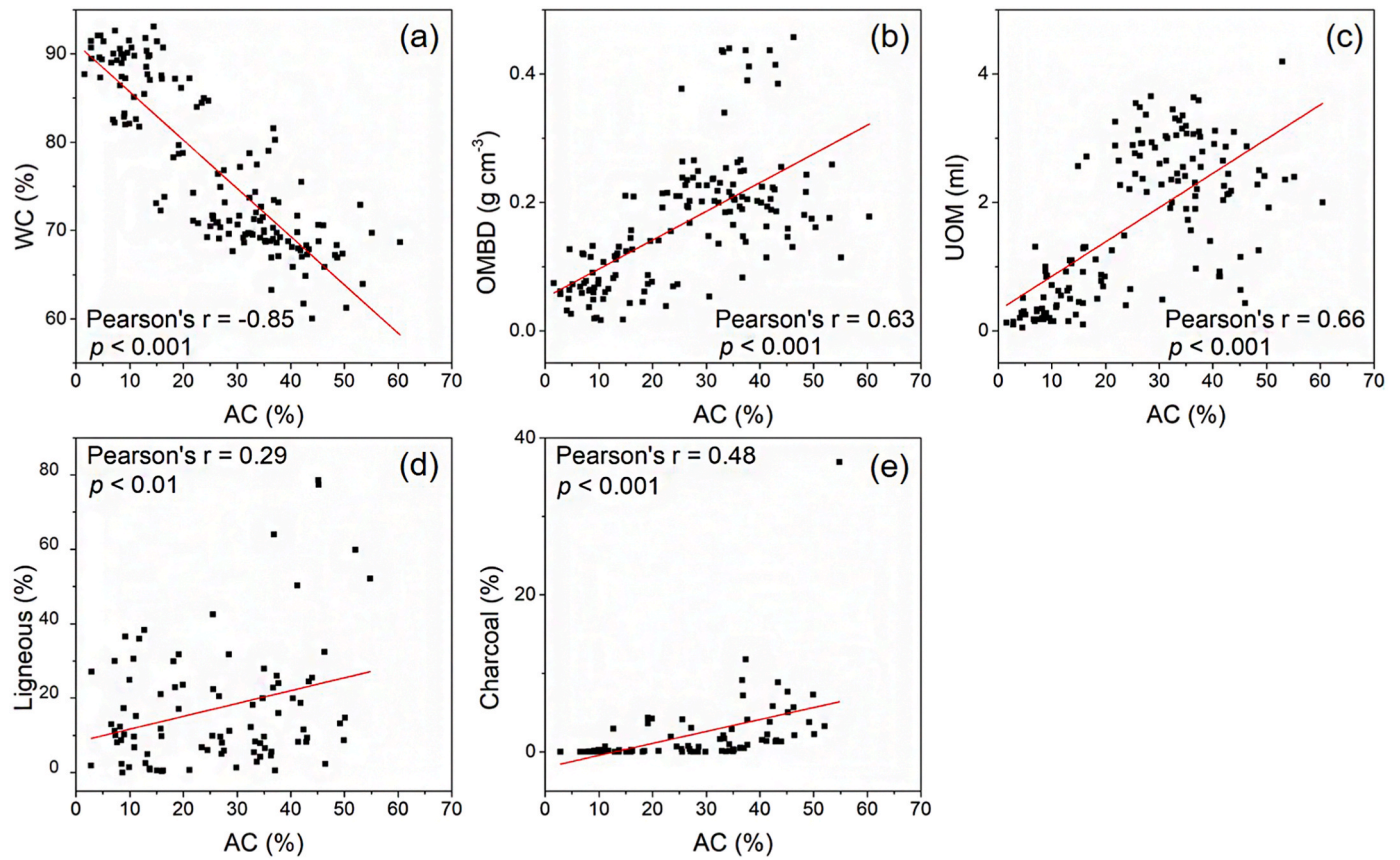 (a)
90
80
70
60
WC (%)
Pearson's r = -0.85
p < 0.001
0 10 20 30 40 50 60 70
AC (%)
(b)
0.4
0.2
0.0
OMBD (g cm-3)
Pearson's r = 0.63
p < 0.001
0 10 20 30 40 50 60 70
AC (%)
(c)
4
2
0
UOM (ml)
Pearson's r = 0.66
p < 0.001
0 10 20 30 40 50 60 70
AC (%)
Pearson's r = 0.29
p < 0.01
(d)
80
60
40
20
0
Ligneous (%)
0 10 20 30 40 50 60 70
AC (%)
Pearson's r = 0.48
p < 0.001
(e)
40
20
0
Charcoal (%)
0 10 20 30 40 50 60 70
AC (%)